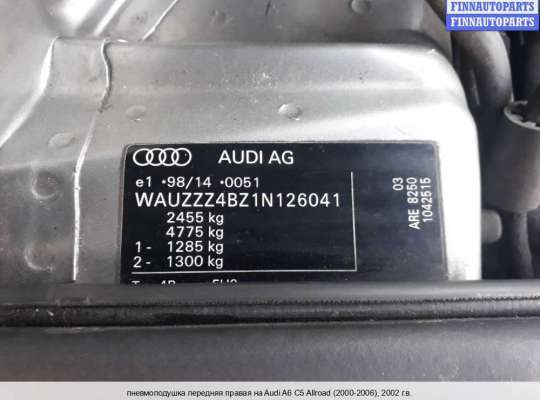 FINNAUTOPARTS
FINNAUTOPARTS
AUDI AG
e1 *98/14 *0051
WAUZZZ4BZ1N126041
2455 kg
4775 kg
1- 1285 kg
2- 1300 kg
03
ARE 8250
1042515
пневмоподушка передняя правая на Audi A6 C5 Allroad (2000-2006), 2002 г.в.